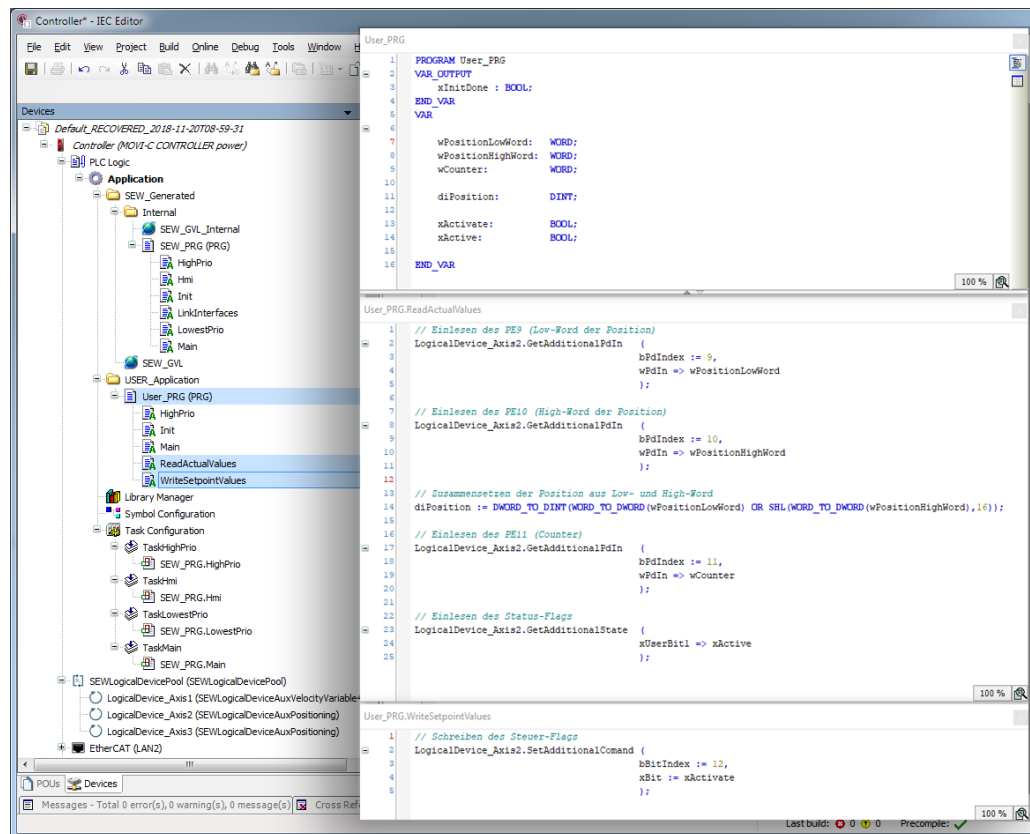 Controller* - IEC Editor
File Edit View Project Build Online Debug Tools Window H
Devices
Default_RECOVERED_2018-11-20T08-59-31
Controller (MOVI-C CONTROLLER power)
PLC Logic
Application
SEW_Generated
Internal
SEW_GVL_Internal
SEW_PRG (PRG)
HighPrio
Hmi
Init
LinkInterfaces
LowestPrio
Main
SEW_GVL
USER_Application
User_PRG (PRG)
HighPrio
Init
Main
ReadActualValues
WriteSetpointValues
Library Manager
Symbol Configuration
Task Configuration
TaskHighPrio
SEW_PRG.HighPrio
TaskHmi
SEW_PRG.Hmi
TaskLowestPrio
SEW_PRG.LowestPrio
TaskMain
SEW_PRG.Main
SEWLogicalDevicePool (SEWLogicalDevicePool)
LogicalDevice_Axis1 (SEWLogicalDeviceAuxVelocityVariable
LogicalDevice_Axis2 (SEWLogicalDeviceAuxPositioning)
LogicalDevice_Axis3 (SEWLogicalDeviceAuxPositioning)
EtherCAT (LAN2)
POUs Devices
Messages - Total 0 error(s), 0 warning(s), 0 message(s) Cross Refe
User_PRG
1 PROGRAM User_PRG
2 VAR_OUTPUT
3 xInitDone : BOOL;
4 END_VAR
5 VAR
6
7 wPositionLowWord: WORD;
8 wPositionHighWord: WORD;
9 wCounter: WORD;
10
11 diPosition: DINT;
12
13 xActivate: BOOL;
14 xActive: BOOL;
15
16 END_VAR
100 %
User_PRG.ReadActualValues
1 // Einlesen des PE9 (Lov-Word der Position)
2 LogicalDevice_Axis2.GetAdditionalPdIn (
3 bPdIndex := 9,
4 wPdIn => wPositionLowWord
5 );
6
7 // Einlesen des PE10 (High-Word der Position)
8 LogicalDevice_Axis2.GetAdditionalPdIn (
9 bPdIndex := 10,
10 wPdIn => wPositionHighWord
11 );
12
13 // Zusammensetzen der Position aus Low- und High-Word
14 diPosition := DWORD_TO_DINT(WORD_TO_DWORD(wPositionLowWord) OR SHL(WORD_TO_DWORD(wPositionHighWord),16));
15
16 // Einlesen des PE11 (Counter)
17 LogicalDevice_Axis2.GetAdditionalPdIn (
18 bPdIndex := 11,
19 wPdIn => wCounter
20 );
21
22 // Einlesen des Status-Flags
23 LogicalDevice_Axis2.GetAdditionalState (
24 xUserBit1 => xActive
25 );
100 %
User_PRG.WriteSetpointValues
1 // Schreiben des Steuer-Flags
2 LogicalDevice_Axis2.SetAdditionalComand (
3 bBitIndex := 12,
4 xBit := xActivate
5 );
100 %
Last build: 0 0 Precompile: